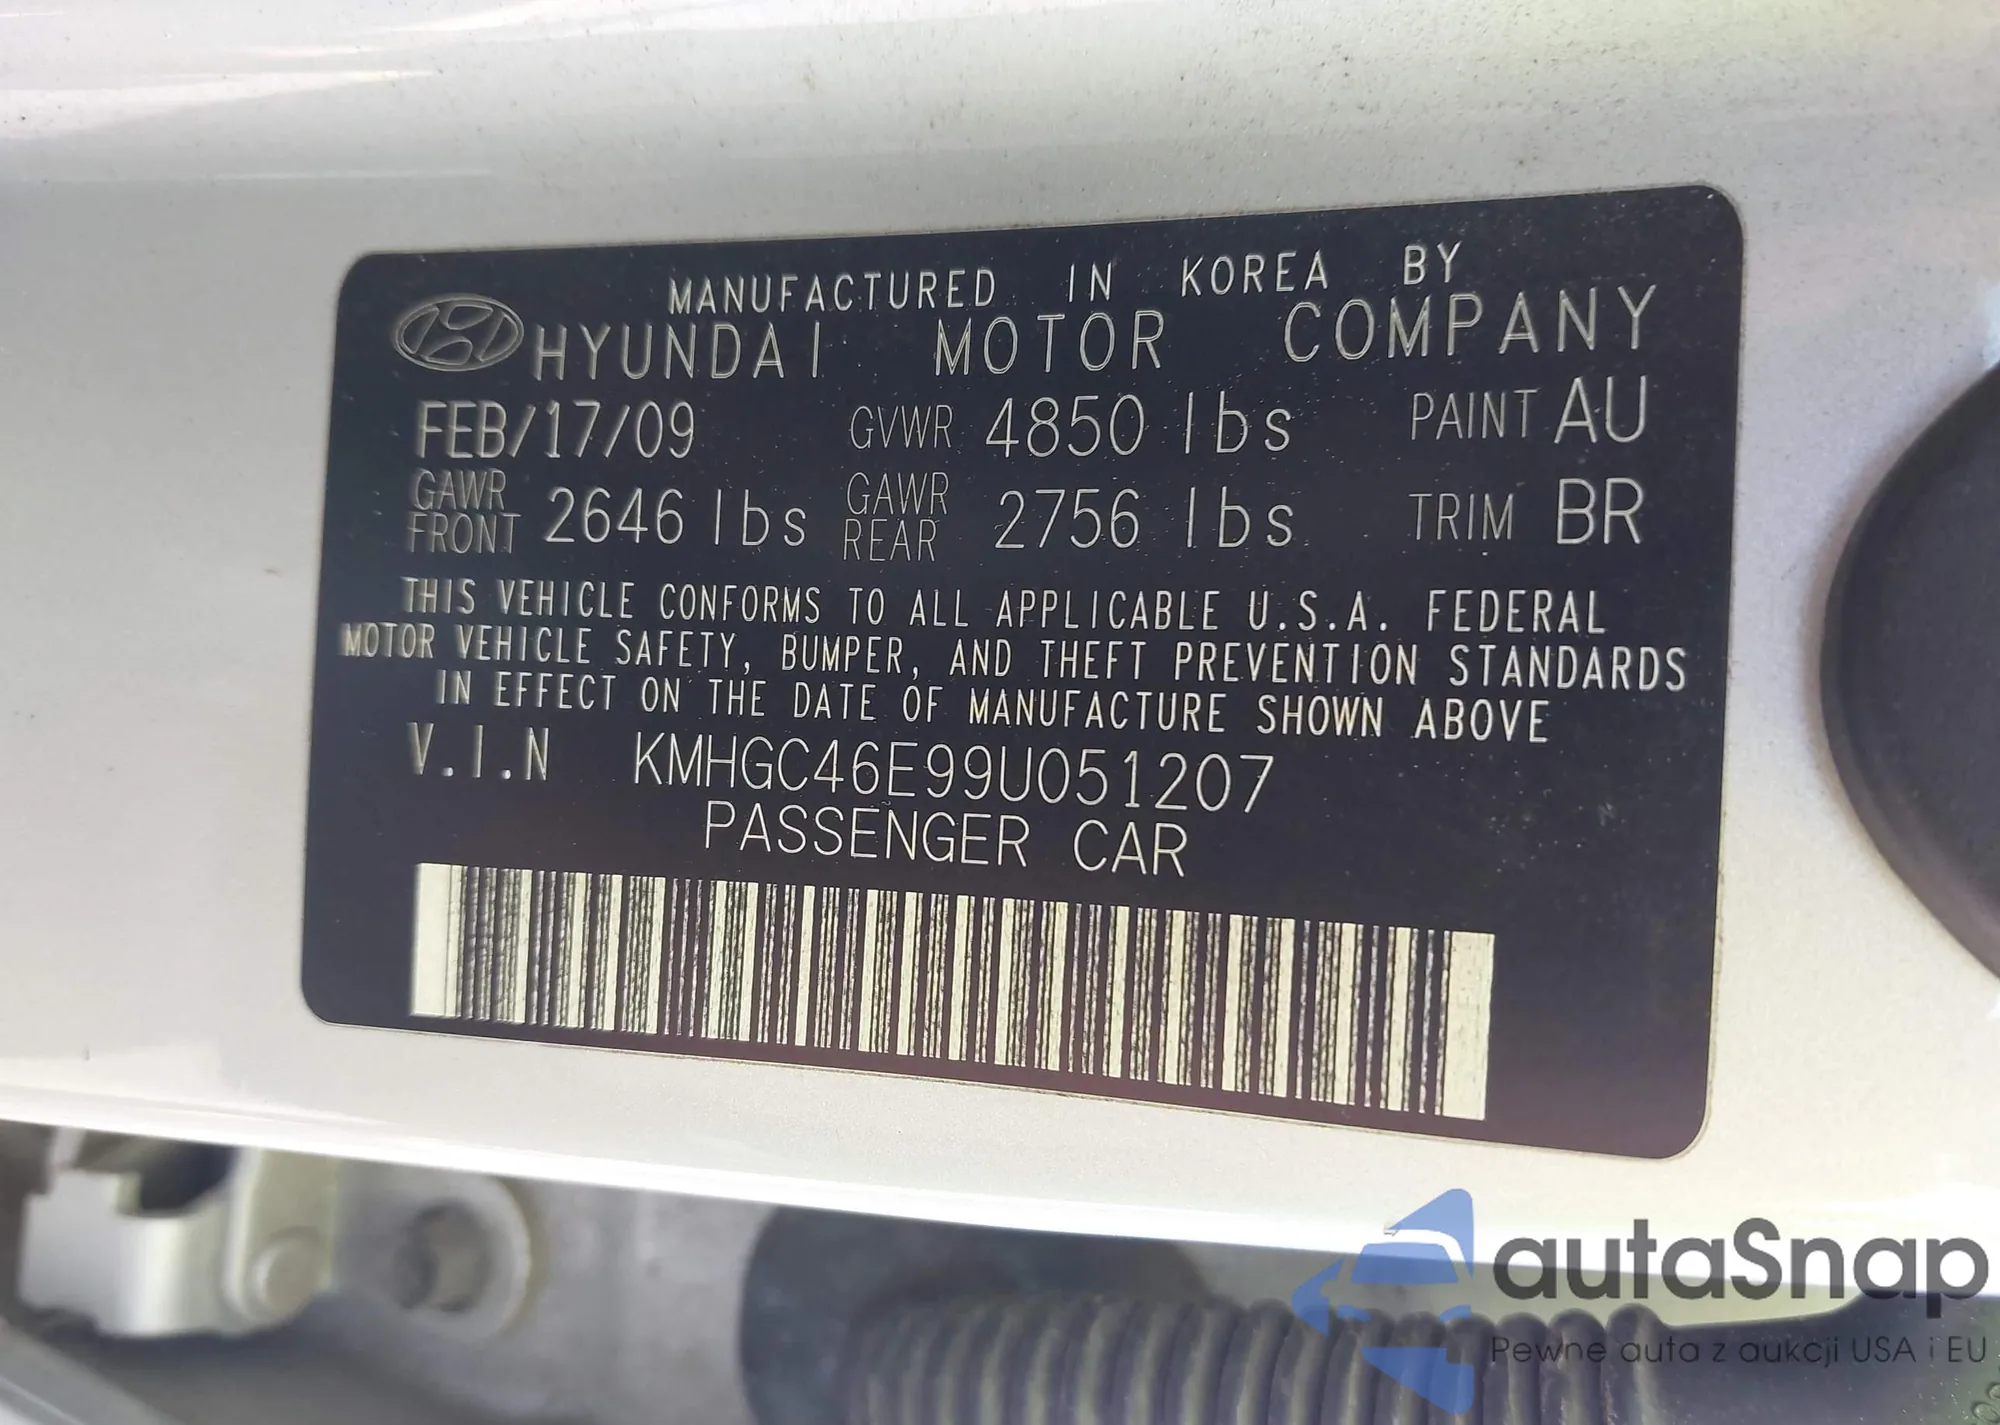 MANUFACTURED IN KOREA BY
HYUNDAI MOTOR COMPANY
FEB/17/09 GVWR 4850 lbs PAINT AU
GAWR FRONT 2646 lbs GAWR REAR 2756 lbs TRIM BR
THIS VEHICLE CONFORMS TO ALL APPLICABLE U.S.A. FEDERAL
MOTOR VEHICLE SAFETY, BUMPER, AND THEFT PREVENTION STANDARDS
IN EFFECT ON THE DATE OF MANUFACTURE SHOWN ABOVE
V.I.N KMHGC46E99U051207
PASSENGER CAR
autaSnap
Pewne auta z aukcji USA i EU